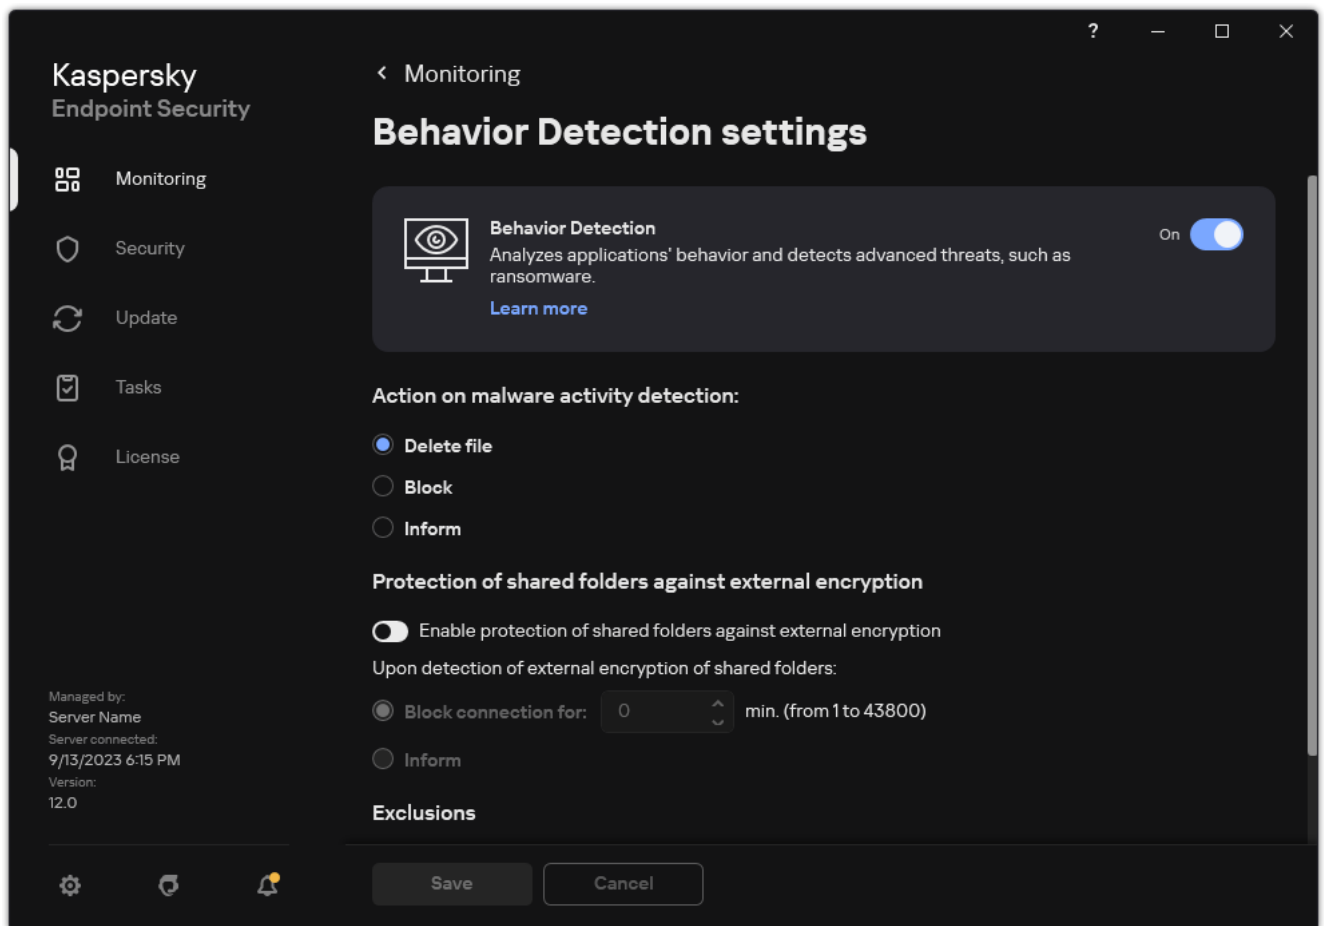 ?
Kaspersky
Endpoint Security
Monitoring
Security
Update
Tasks
License
Managed by:
Server Name
Server connected:
9/13/2023 6:15 PM
Version:
12.0
Monitoring
Behavior Detection settings
Behavior Detection
On
Analyzes applications' behavior and detects advanced threats, such as
ransomware.
Learn more
Action on malware activity detection:
Delete file
Block
Inform
Protection of shared folders against external encryption
Enable protection of shared folders against external encryption
Upon detection of external encryption of shared folders:
Block connection for: 0 min. (from 1 to 43800)
Inform
Exclusions
Save Cancel